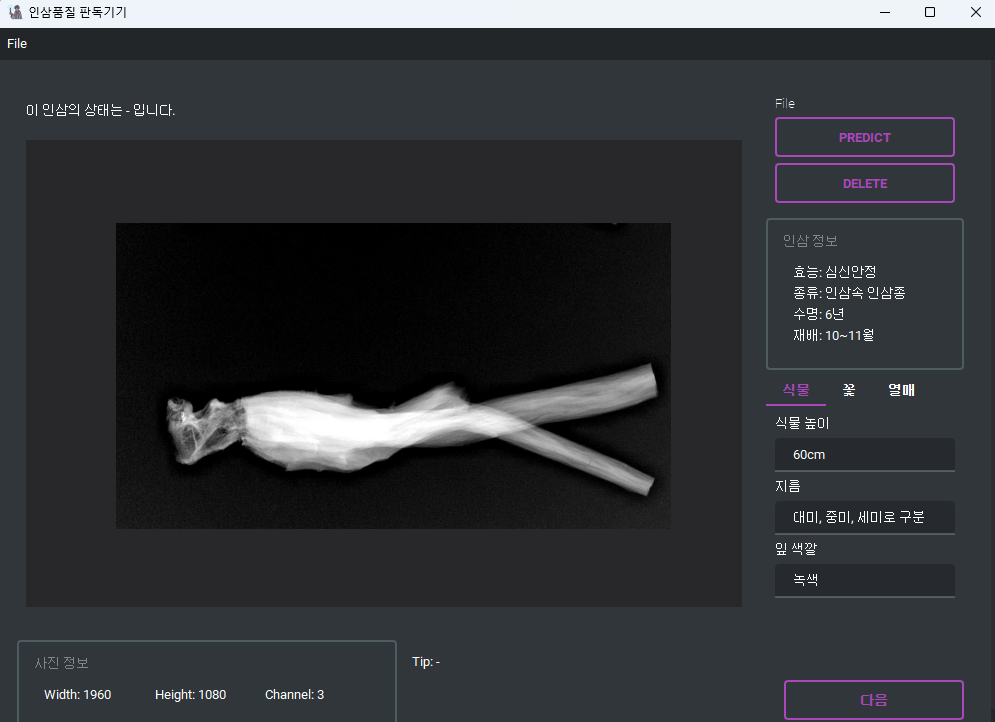 인삼품질 판독기기
File
이 인삼의 상태는 - 입니다.
File
PREDICT
DELETE
인삼 정보
효능: 심신안정
종류: 인삼속 인삼종
수명: 6년
재배: 10~11월
식물 꽃 열매
식물 높이
60cm
지름
대미, 중미, 세미로 구분
잎 색깔
녹색
사진 정보
Width: 1960 Height: 1080 Channel: 3
Tip: -
다음